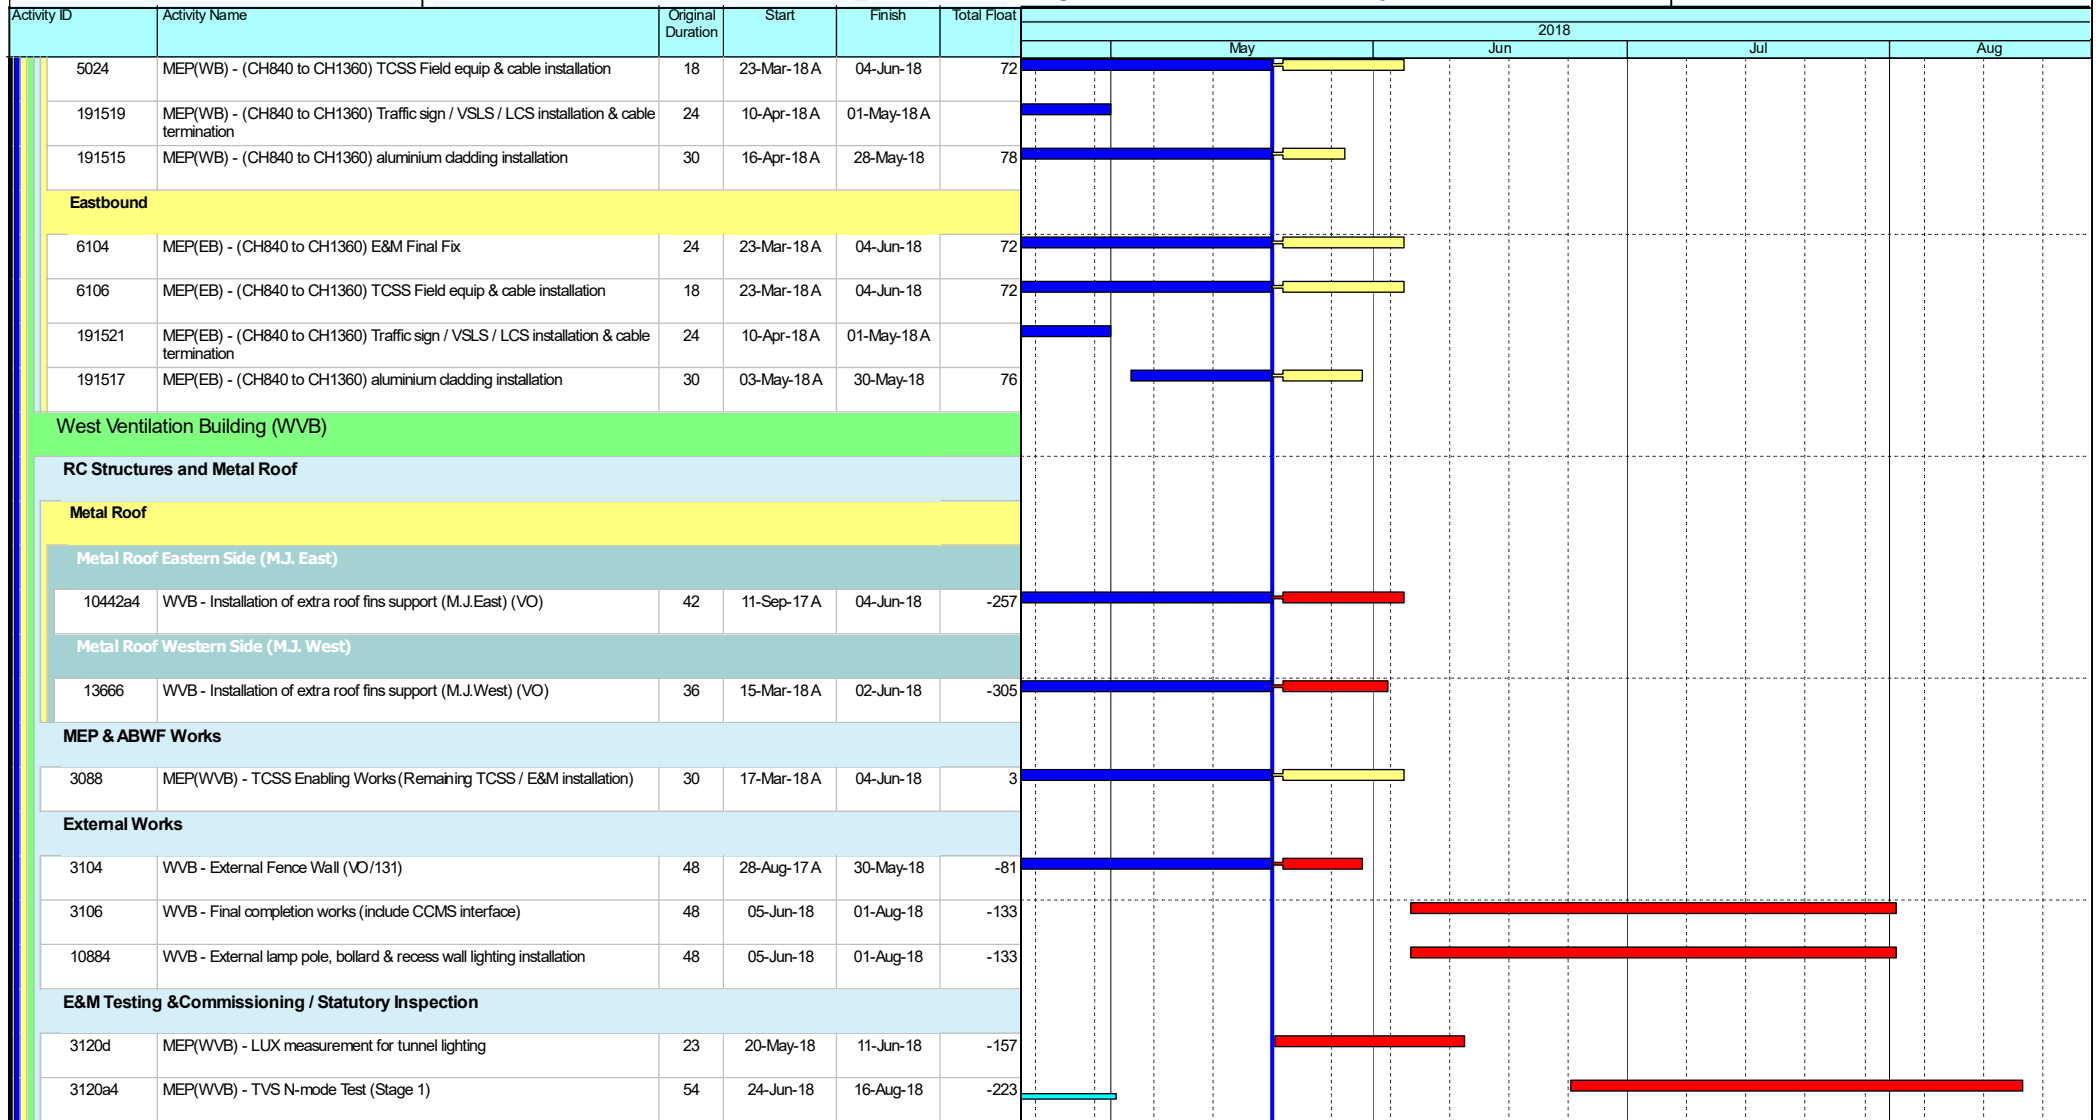 Activity ID Activity Name Original Duration Start Finish Total Float
2018
May Jun Jul Aug
5024 MEP(WB) - (CH840 to CH1360) TCSS Field equip & cable installation 18 23-Mar-18 A 04-Jun-18 72
191519 MEP(WB) - (CH840 to CH1360) Traffic sign / VSLS / LCS installation & cable termination 24 10-Apr-18 A 01-May-18 A
191515 MEP(WB) - (CH840 to CH1360) aluminium cladding installation 30 16-Apr-18 A 28-May-18 78
Eastbound
6104 MEP(EB) - (CH840 to CH1360) E&M Final Fix 24 23-Mar-18 A 04-Jun-18 72
6106 MEP(EB) - (CH840 to CH1360) TCSS Field equip & cable installation 18 23-Mar-18 A 04-Jun-18 72
191521 MEP(EB) - (CH840 to CH1360) Traffic sign / VSLS / LCS installation & cable termination 24 10-Apr-18 A 01-May-18 A
191517 MEP(EB) - (CH840 to CH1360) aluminium cladding installation 30 03-May-18 A 30-May-18 76
West Ventilation Building (WVB)
RC Structures and Metal Roof
Metal Roof
Metal Roof Eastern Side (M.J. East)
10442a4 WVB - Installation of extra roof fins support (M.J.East) (VO) 42 11-Sep-17 A 04-Jun-18 -257
Metal Roof Western Side (M.J. West)
13666 WVB - Installation of extra roof fins support (M.J.West) (VO) 36 15-Mar-18 A 02-Jun-18 -305
MEP & ABWF Works
3088 MEP(WVB) - TCSS Enabling Works (Remaining TCSS / E&M installation) 30 17-Mar-18 A 04-Jun-18 3
External Works
3104 WVB - External Fence Wall (VO/131) 48 28-Aug-17 A 30-May-18 -81
3106 WVB - Final completion works (include CCMS interface) 48 05-Jun-18 01-Aug-18 -133
10884 WVB - External lamp pole, bollard & recess wall lighting installation 48 05-Jun-18 01-Aug-18 -133
E&M Testing &Commissioning / Statutory Inspection
3120d MEP(WVB) - LUX measurement for tunnel lighting 23 20-May-18 11-Jun-18 -157
3120a4 MEP(WVB) - TVS N-mode Test (Stage 1) 54 24-Jun-18 16-Aug-18 -223